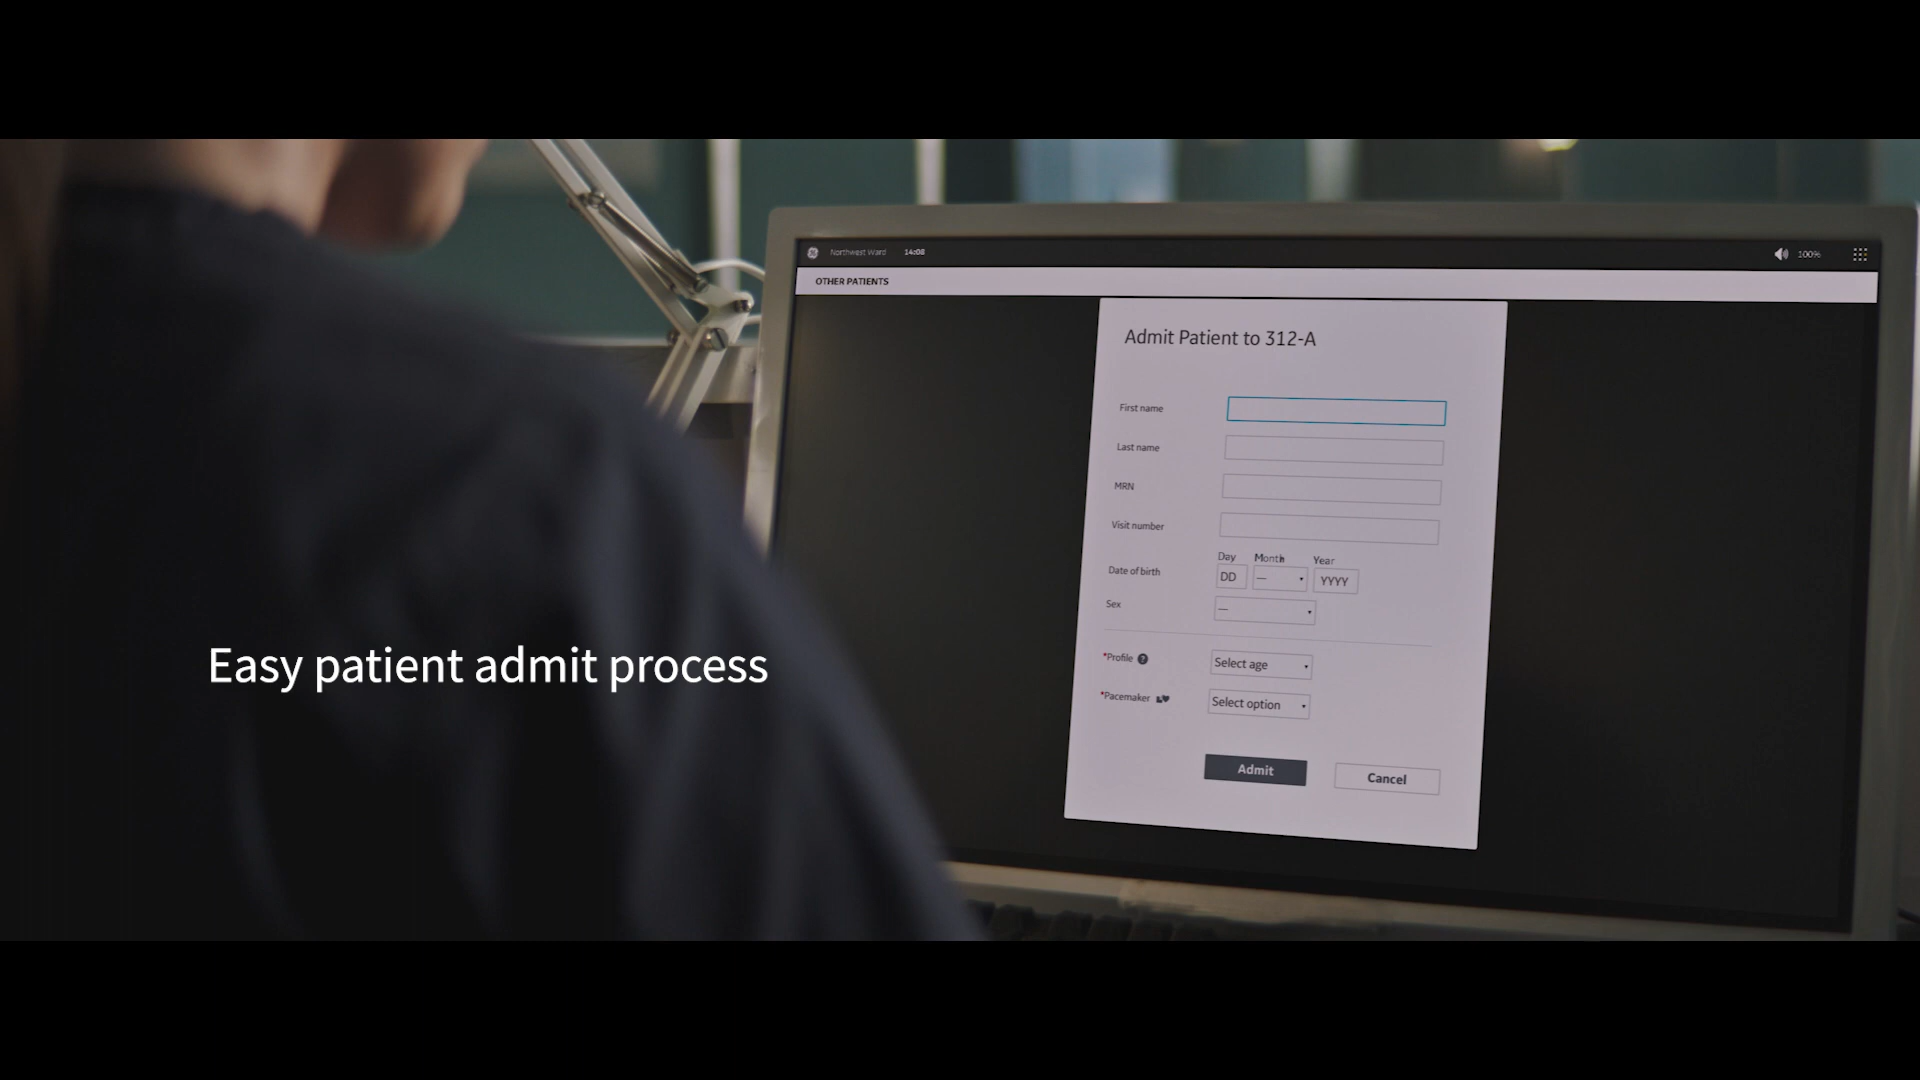 Northwest Ward 14:08 100%
OTHER PATIENTS
Admit Patient to 312-A
First name
Last name
MRN
Visit number
Day Month Year
Date of birth DD — YYYY
Sex —
*Profile ? Select age
*Pacemaker Select option
Admit Cancel
Easy patient admit process